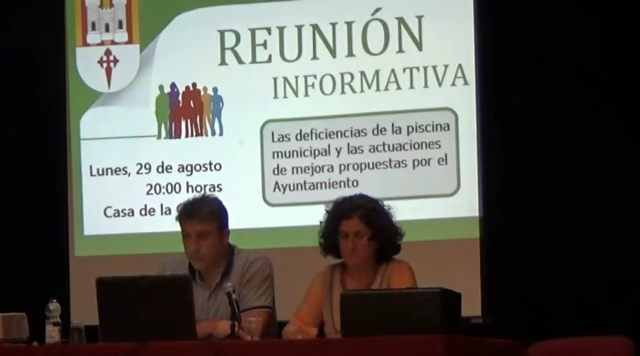 REUNIÓN
INFORMATIVA
Las deficiencias de la piscina
municipal y las actuaciones
de mejora propuestas por el
Ayuntamiento
Lunes, 29 de agosto
20:00 horas
Casa de la